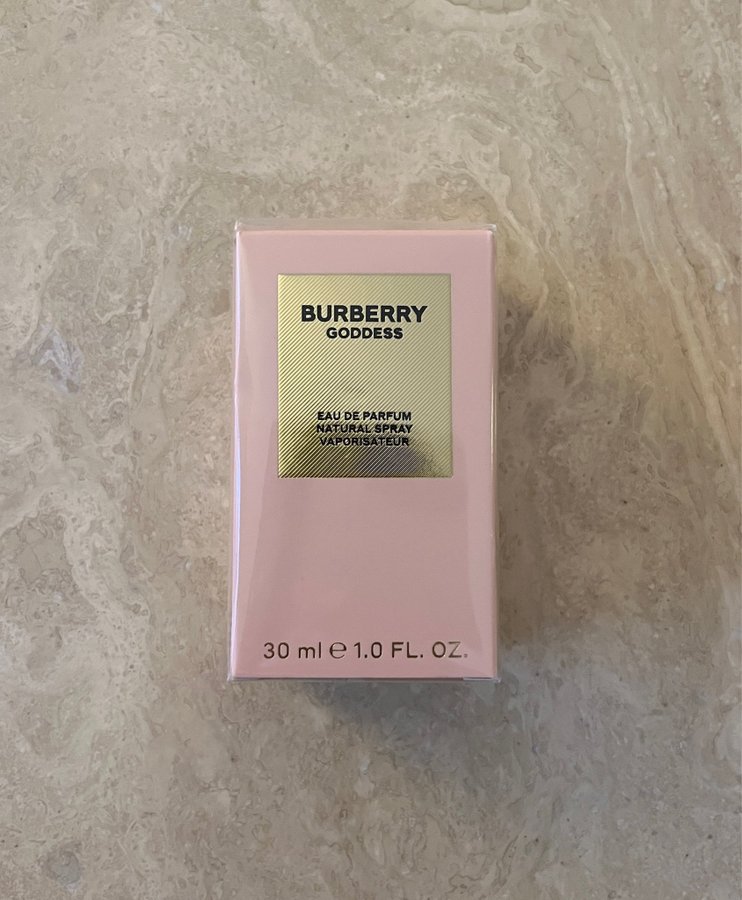 BURBERRY
GODDESS
EAU DE PARFUM
NATURAL SPRAY
VAPORISATEUR
30 ml ℮ 1.0 FL. OZ.